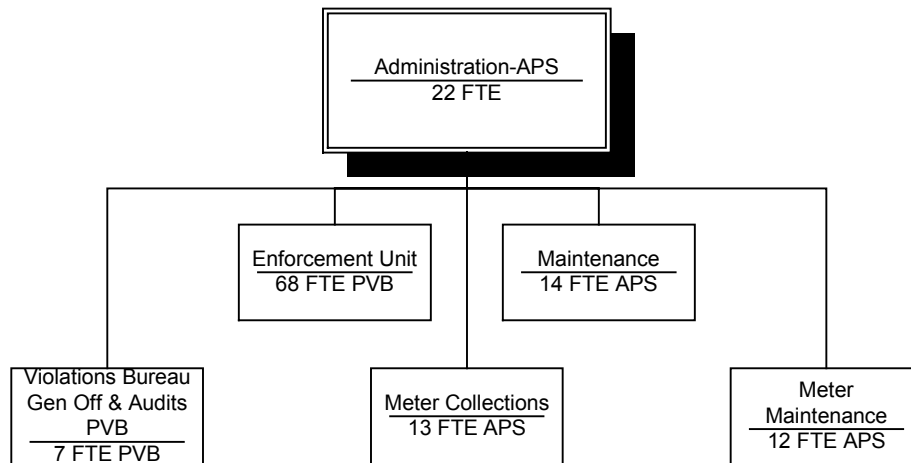 Administration-APS
22 FTE
Enforcement Unit
68 FTE PVB
Maintenance
14 FTE APS
Violations Bureau
Gen Off & Audits
PVB
7 FTE PVB
Meter Collections
13 FTE APS
Meter
Maintenance
12 FTE APS